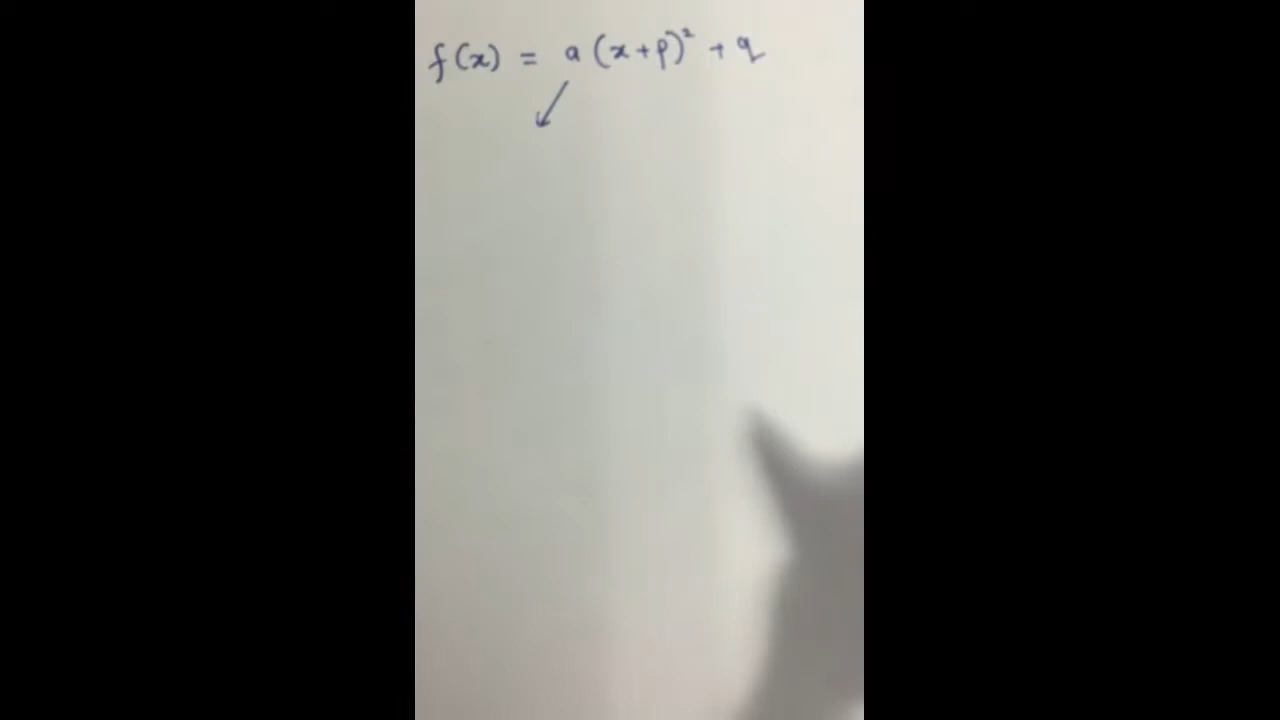 f(x) = a(x+p)² + q